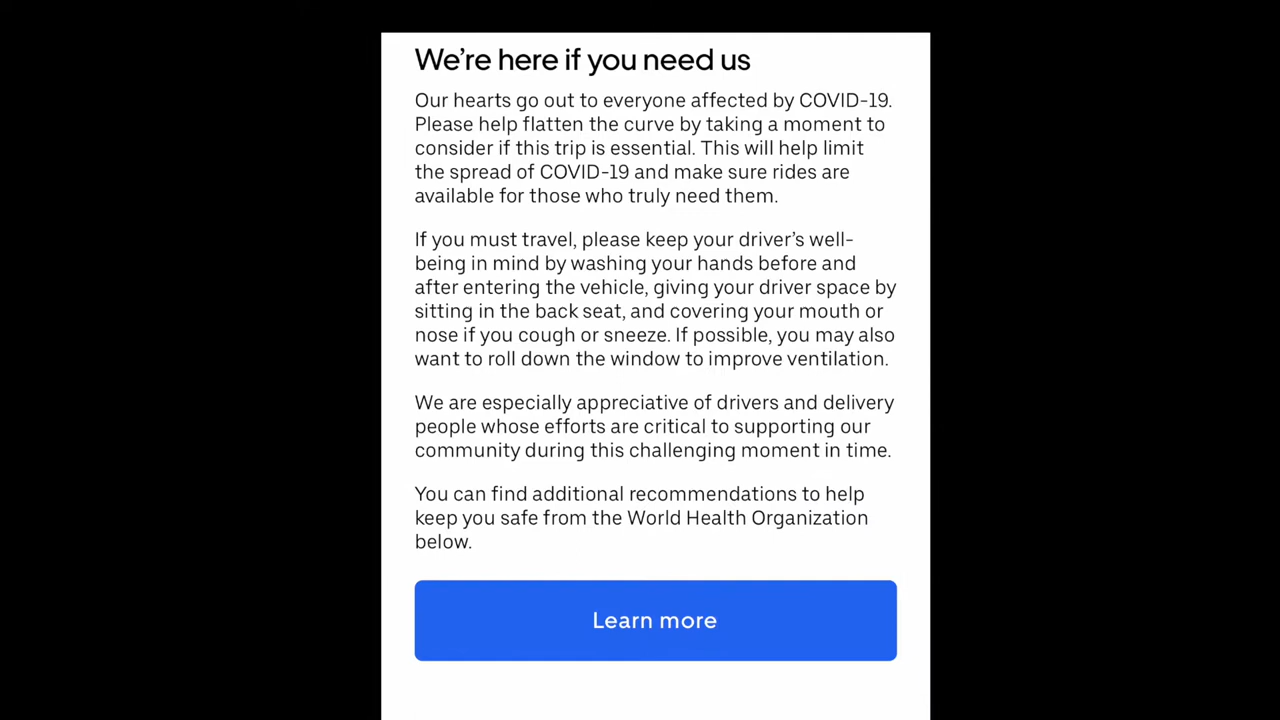 We're here if you need us
Our hearts go out to everyone affected by COVID-19.
Please help flatten the curve by taking a moment to
consider if this trip is essential. This will help limit
the spread of COVID-19 and make sure rides are
available for those who truly need them.
If you must travel, please keep your driver's well-
being in mind by washing your hands before and
after entering the vehicle, giving your driver space by
sitting in the back seat, and covering your mouth or
nose if you cough or sneeze. If possible, you may also
want to roll down the window to improve ventilation.
We are especially appreciative of drivers and delivery
people whose efforts are critical to supporting our
community during this challenging moment in time.
You can find additional recommendations to help
keep you safe from the World Health Organization
below.
Learn more